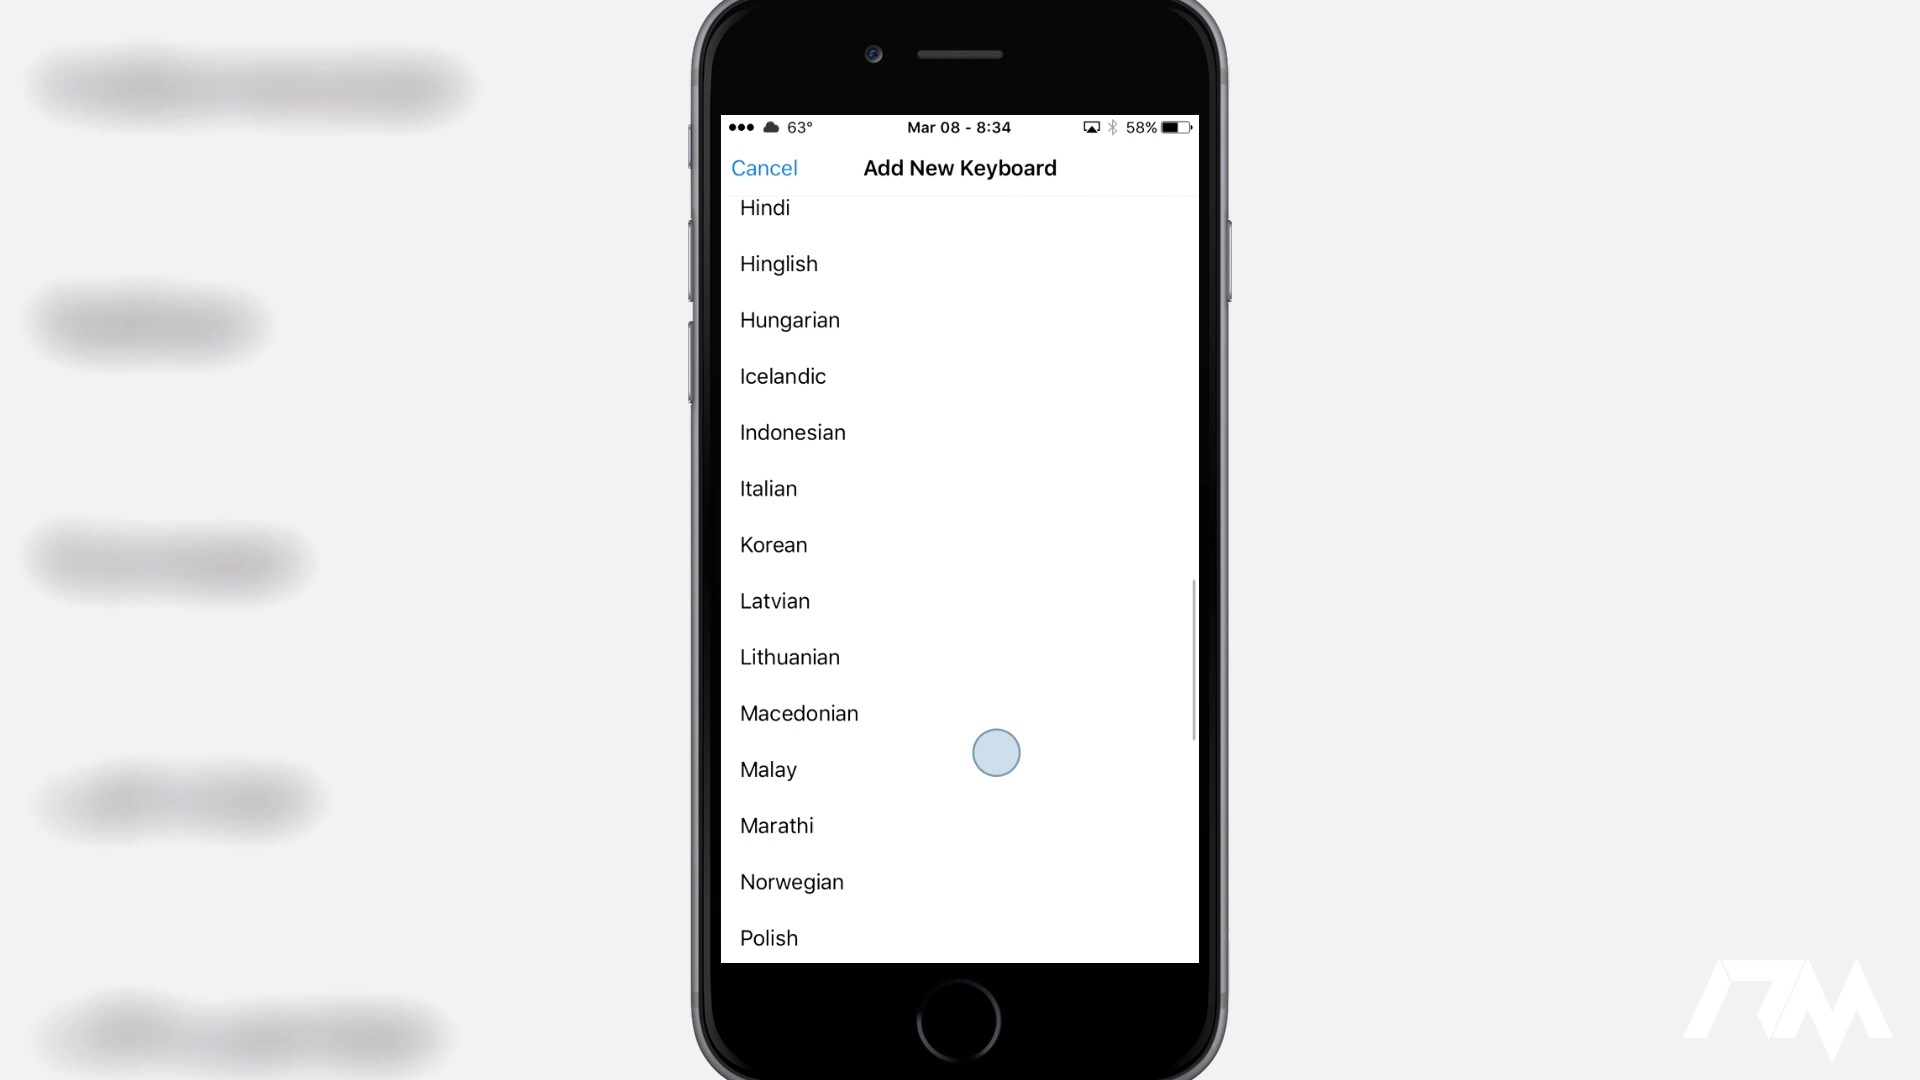 63° Mar 08 - 8:34 58%
Cancel Add New Keyboard
Hindi
Hinglish
Hungarian
Icelandic
Indonesian
Italian
Korean
Latvian
Lithuanian
Macedonian
Malay
Marathi
Norwegian
Polish